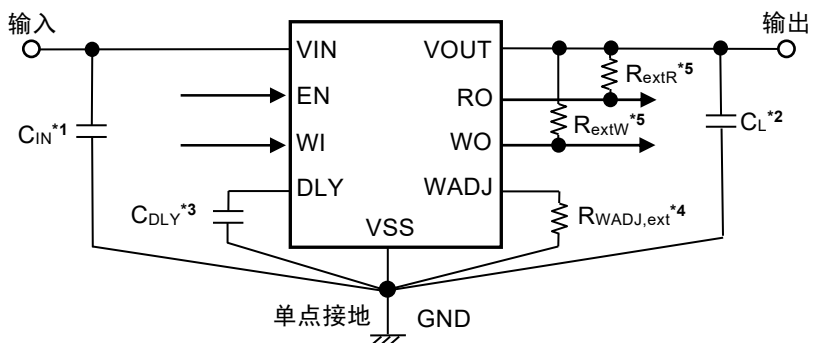 输入
输出
VIN
VOUT
EN
RO
RextR*5
WI
WO
RextW*5
CIN*1
CL*2
DLY
WADJ
CDLY*3
RWADJ,ext*4
VSS
单点接地
GND